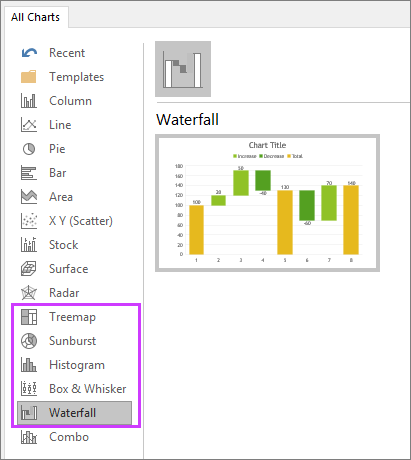 All Charts
Recent
Templates
Column
Line
Pie
Bar
Area
X Y (Scatter)
Stock
Surface
Radar
Treemap
Sunburst
Histogram
Box & Whisker
Waterfall
Combo
Waterfall
Chart Title
Increase Decrease Total
180
160
140
120
100
80
60
40
20
0
100
20
50
-40
130
-60
70
140
1 2 3 4 5 6 7 8